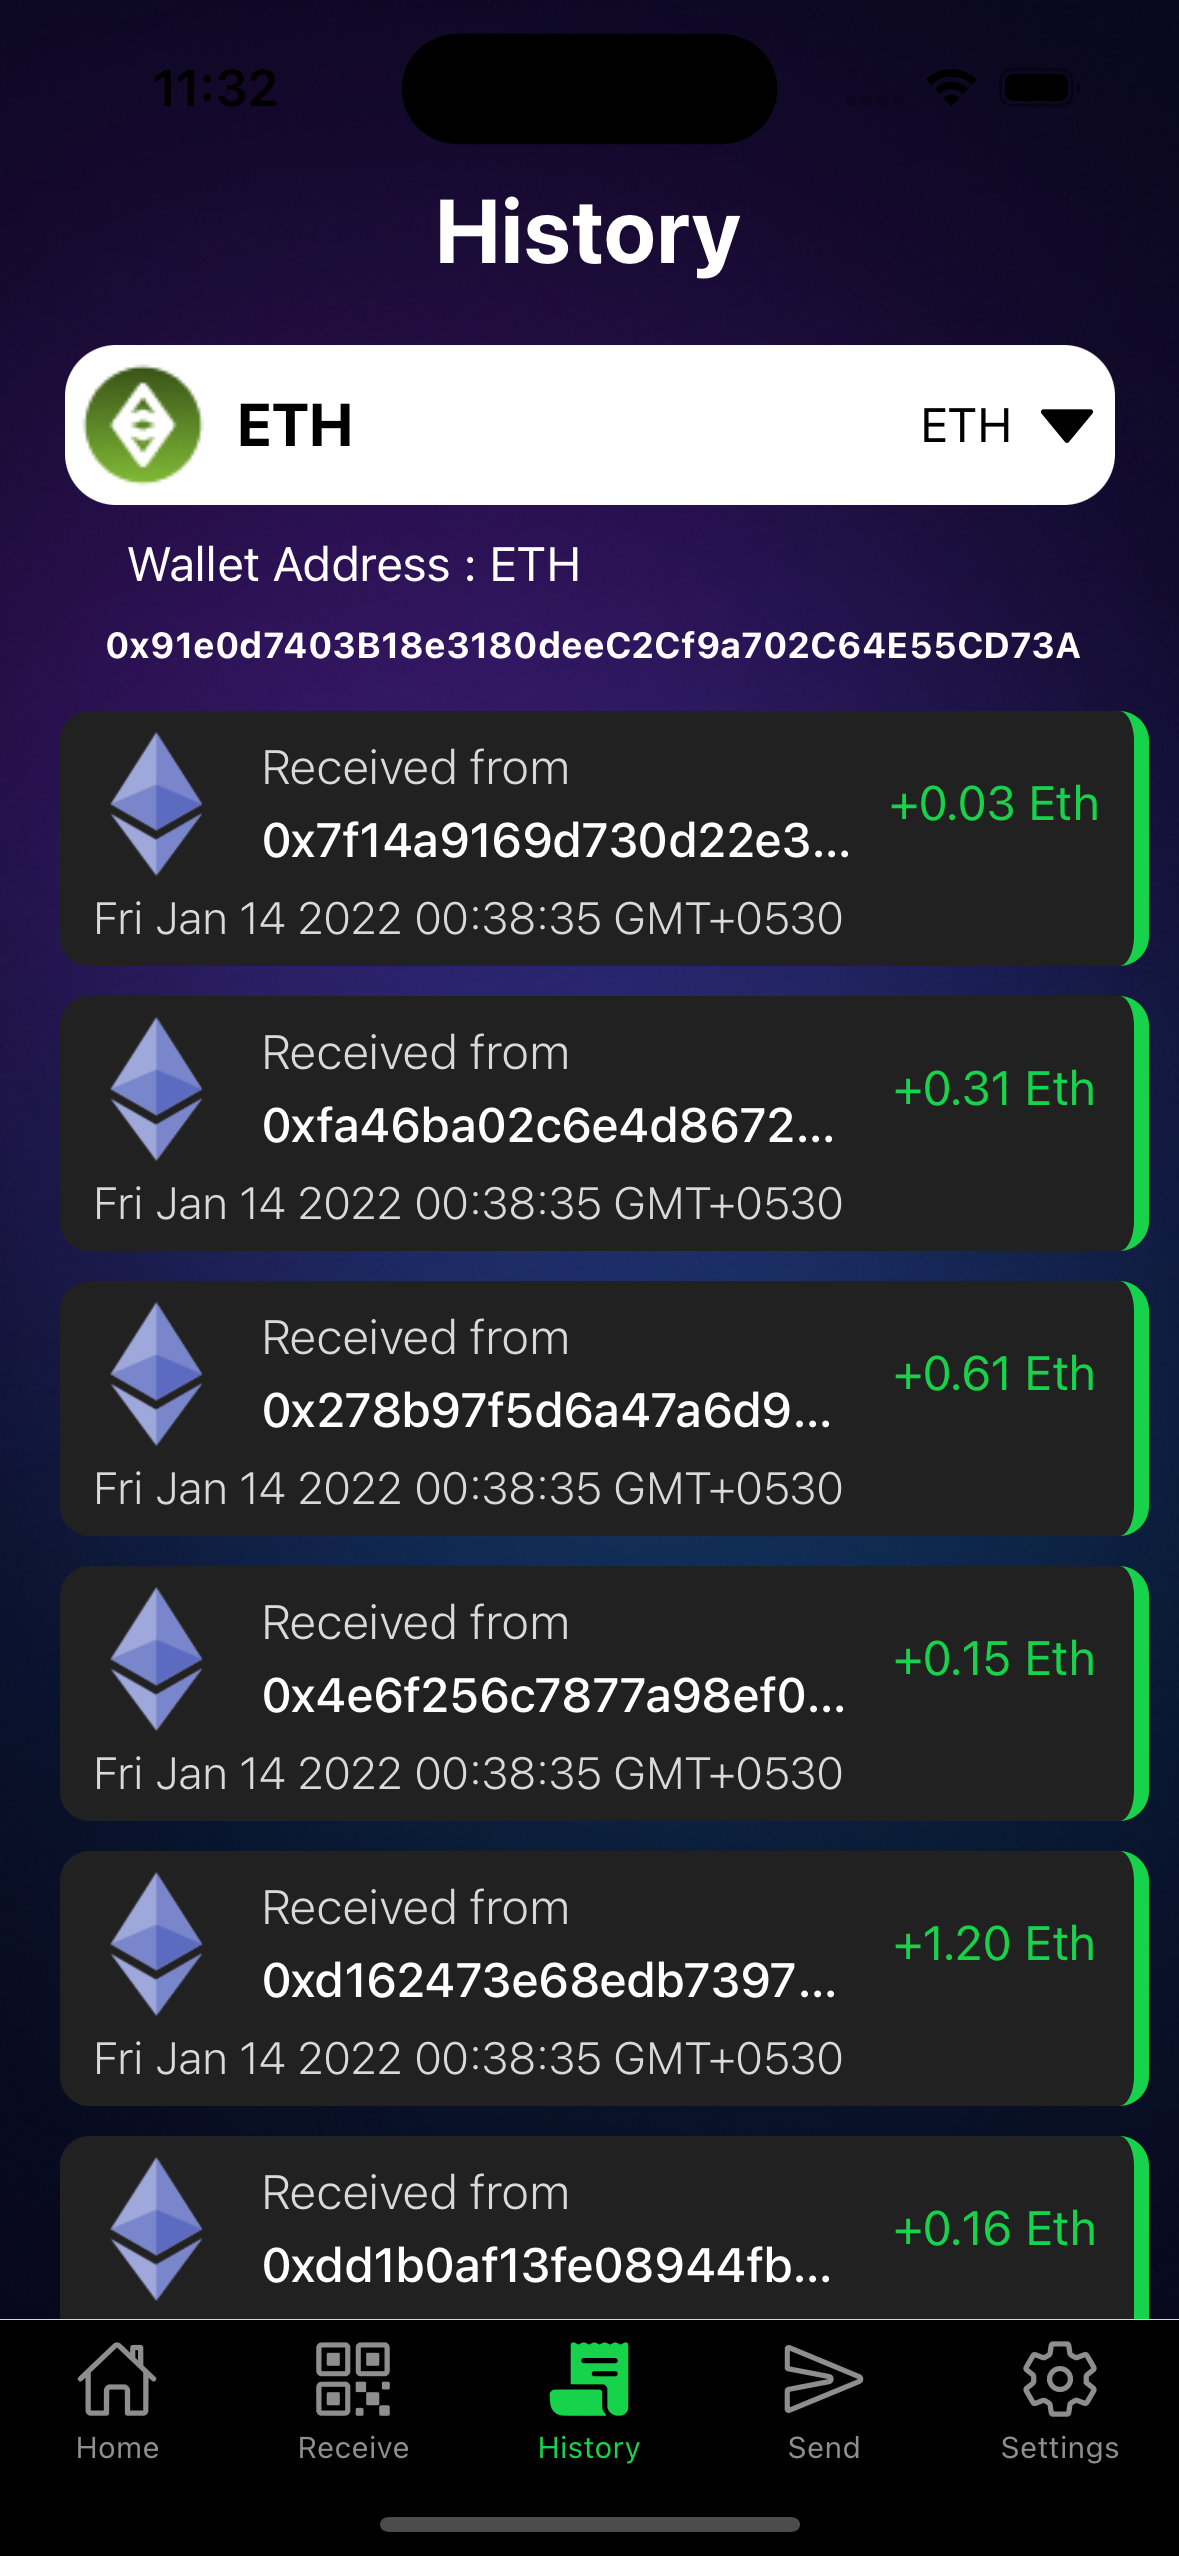 11:32
History
ETH ETH
Wallet Address : ETH
0x91e0d7403B18e3180deeC2Cf9a702C64E55CD73A
Received from
+0.03 Eth
0x7f14a9169d730d22e3...
Fri Jan 14 2022 00:38:35 GMT+0530
Received from
+0.31 Eth
0xfa46ba02c6e4d8672...
Fri Jan 14 2022 00:38:35 GMT+0530
Received from
+0.61 Eth
0x278b97f5d6a47a6d9...
Fri Jan 14 2022 00:38:35 GMT+0530
Received from
+0.15 Eth
0x4e6f256c7877a98ef0...
Fri Jan 14 2022 00:38:35 GMT+0530
Received from
+1.20 Eth
0xd162473e68edb7397...
Fri Jan 14 2022 00:38:35 GMT+0530
Received from
+0.16 Eth
0xdd1b0af13fe08944fb...
Home Receive History Send Settings